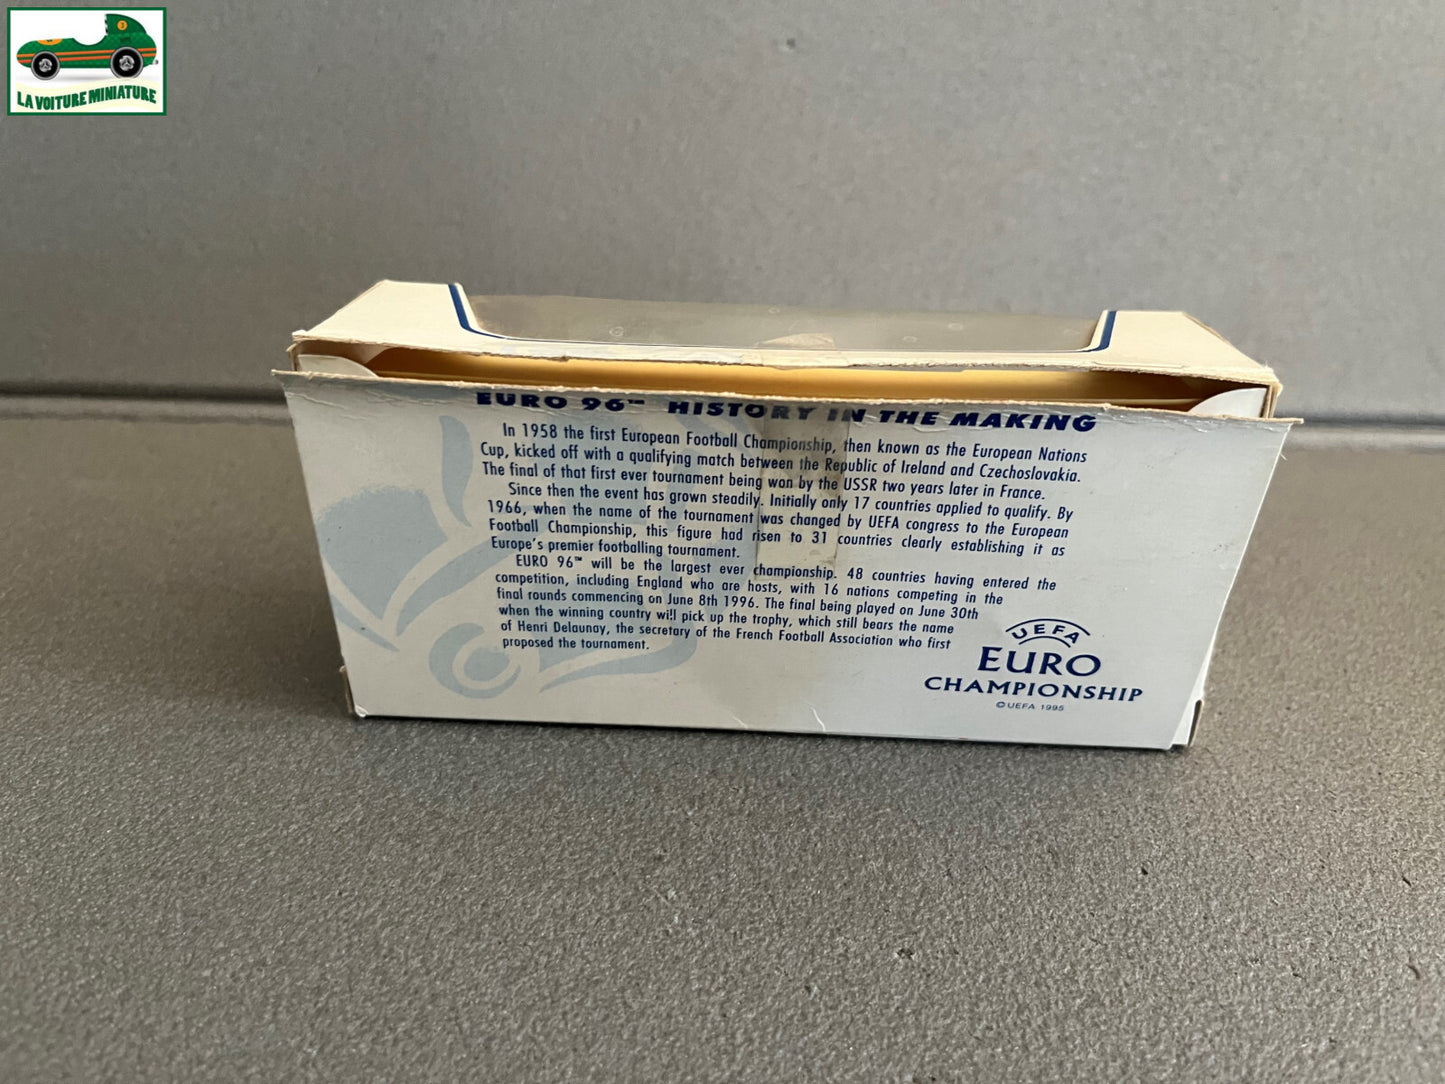 3
LA VOITURE MINIATURE
EURO 96™ HISTORY IN THE MAKING
In 1958 the first European Football Championship, then known as the European Nations
Cup, kicked off with a qualifying match between the Republic of Ireland and Czechoslovakia.
The final of that first ever tournament being won by the USSR two years later in France.
Since then the event has grown steadily. Initially only 17 countries applied to qualify. By
1966, when the name of the tournament was changed by UEFA congress to the European
Football Championship, this figure had risen to 31 countries clearly establishing it as
Europe's premier footballing tournament.
EURO 96™ will be the largest ever championship. 48 countries having entered the
competition, including England who are hosts, with 16 nations competing in the
final rounds commencing on June 8th 1996. The final being played on June 30th
when the winning country will pick up the trophy, which still bears the name
of Henri Delaunay, the secretary of the French Football Association who first
proposed the tournament.
UEFA
EURO
CHAMPIONSHIP
© UEFA 1995